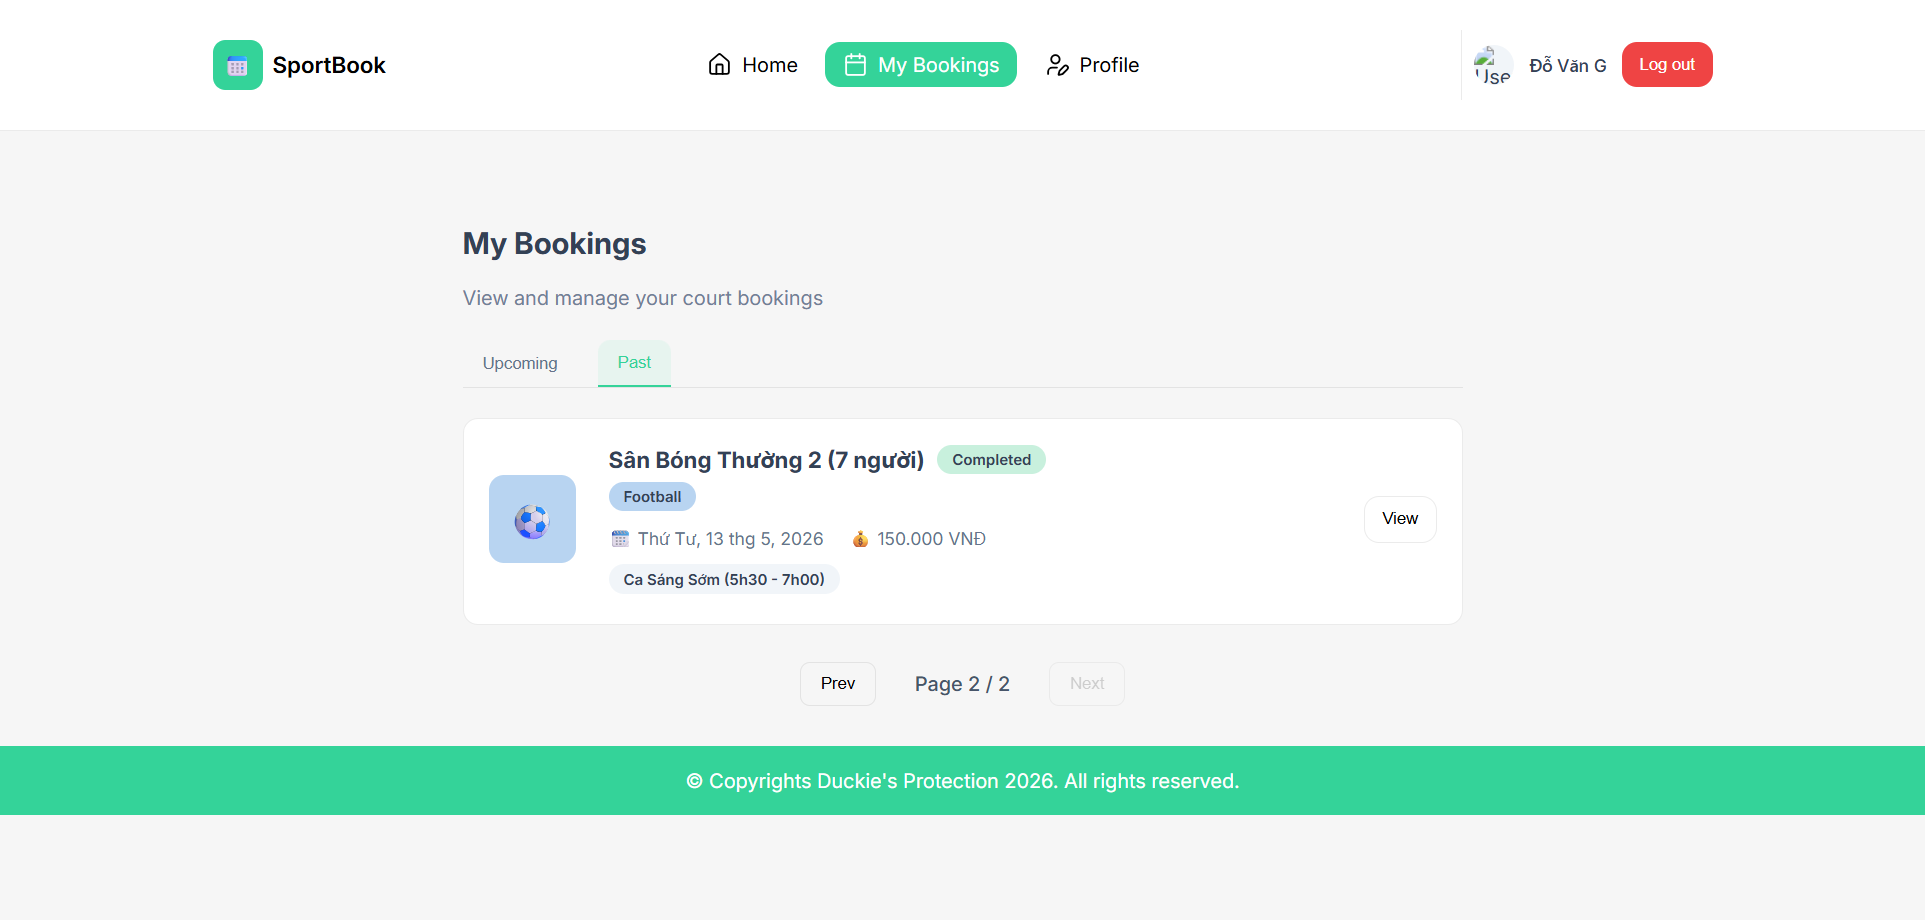 SportBook
Home
My Bookings
Profile
Use
Đỗ Văn G
Log out
My Bookings
View and manage your court bookings
Upcoming
Past
Sân Bóng Thường 2 (7 người)
Completed
Football
Thứ Tư, 13 thg 5, 2026
150.000 VNĐ
Ca Sáng Sớm (5h30 - 7h00)
View
Prev
Page 2 / 2
Next
© Copyrights Duckie's Protection 2026. All rights reserved.